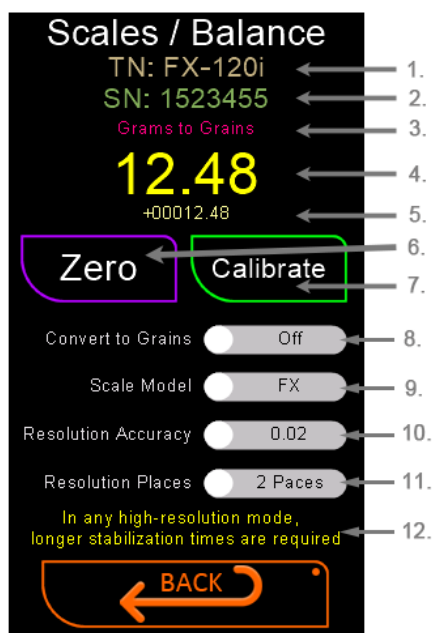 Scales / Balance
TN: FX-120i
1.
SN: 1523455
2.
Grams to Grains
3.
12.48
4.
+00012.48
5.
6.
Zero
Calibrate
7.
Convert to Grains
Off
8.
Scale Model
FX
9.
Resolution Accuracy
0.02
10.
Resolution Places
2 Paces
11.
In any high-resolution mode,
longer stabilization times are required
12.
BACK